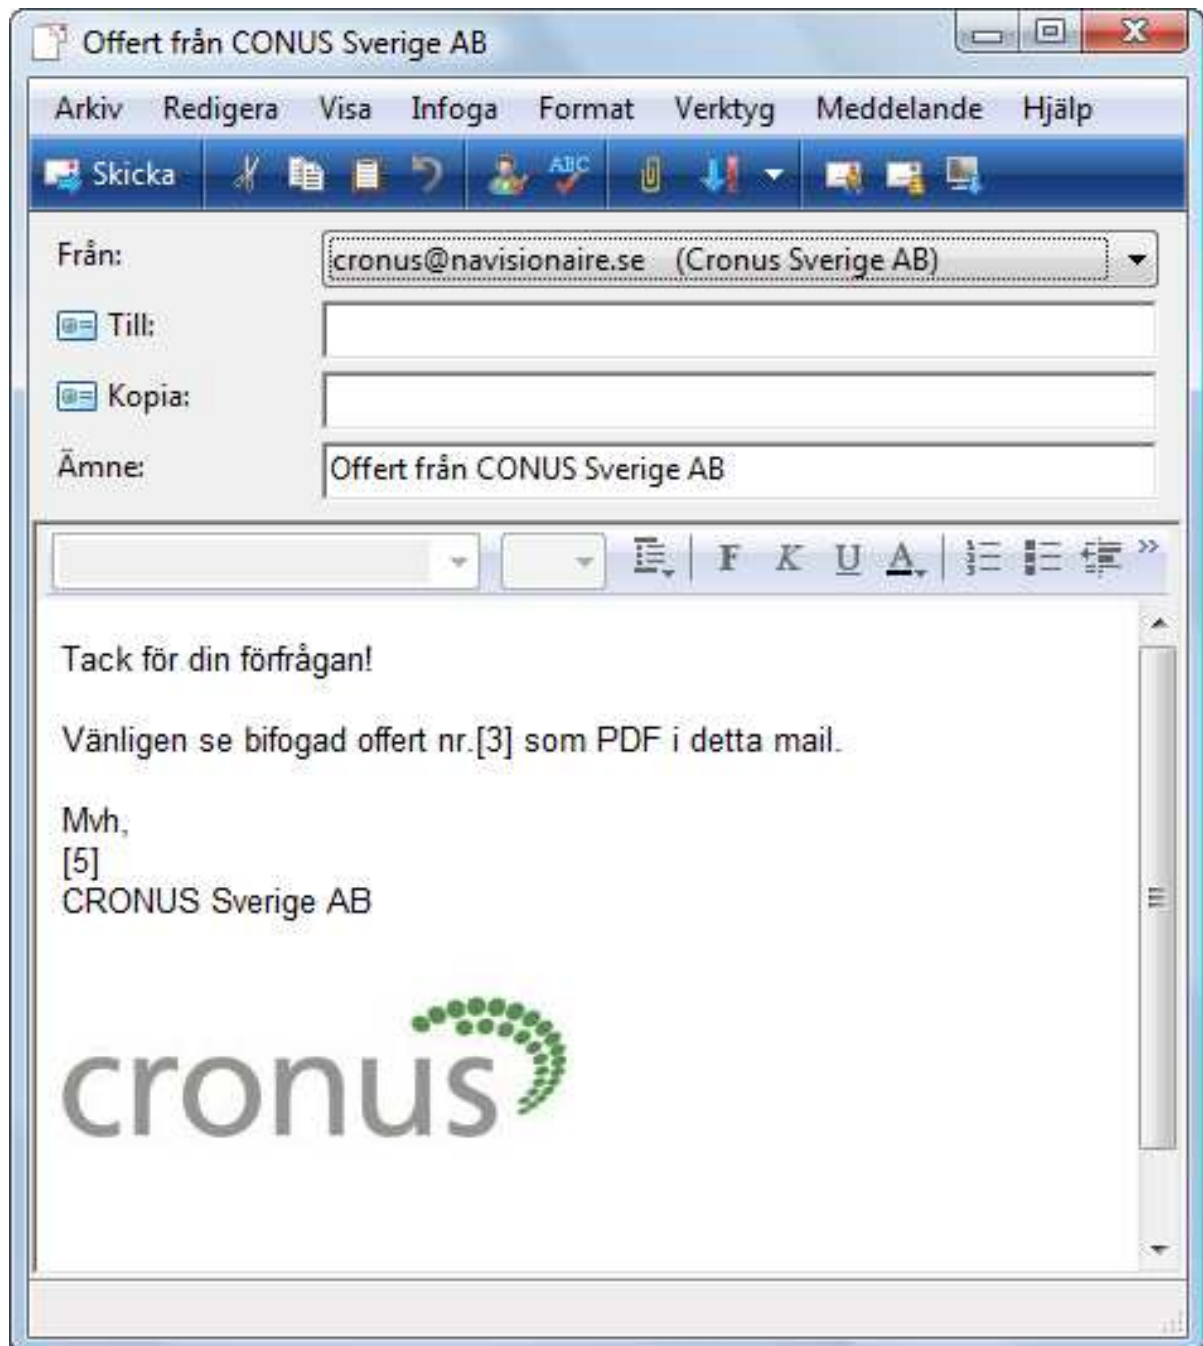 Offert från CONUS Sverige AB
Arkiv Redigera Visa Infoga Format Verktyg Meddelande Hjälp
Skicka ABC
Från: cronus@navisionaire.se (Cronus Sverige AB)
Till:
Kopia:
Ämne: Offert från CONUS Sverige AB
F K U A
Tack för din förfrågan!
Vänligen se bifogad offert nr.[3] som PDF i detta mail.
Mvh,
[5]
CRONUS Sverige AB
cronus